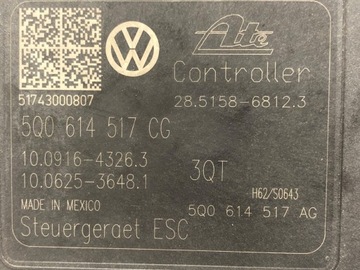 Ate
Controller
51743000807
28.5158-6812.3
5Q0 614 517 CG
10.0916-4326.3
3QT
10.0625-3648.1
H62/S0643
MADE IN MEXICO
5Q0 614 517 AG
Steuergeraet ESC